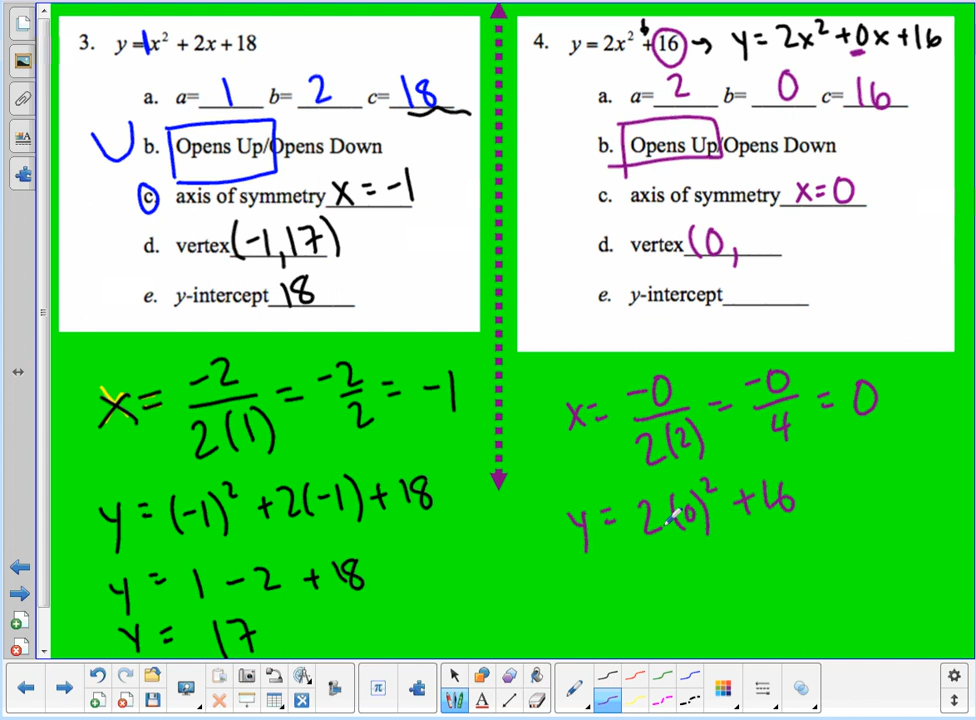 3. y = 1x² + 2x + 18
a. a= 1 b= 2 c= 18
b. Opens Up/Opens Down
c. axis of symmetry x = -1
d. vertex (-1, 17)
e. y-intercept 18
x = -2/2(1) = -2/2 = -1
y = (-1)² + 2(-1) + 18
y = 1 - 2 + 18
y = 17
4. y = 2x² + 16 → y = 2x² + 0x + 16
a. a= 2 b= 0 c= 16
b. Opens Up/Opens Down
c. axis of symmetry x=0
d. vertex (0,
e. y-intercept
x = -0/2(2) = -0/4 = 0
y = 2(0)² + 16